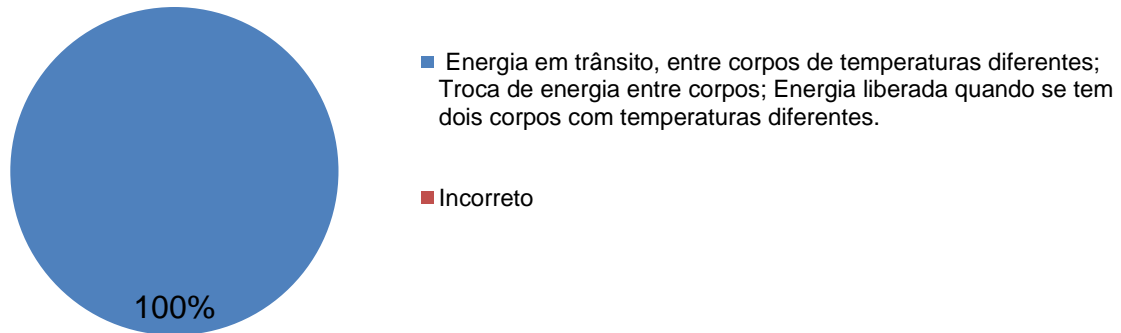 Energia em trânsito, entre corpos de temperaturas diferentes;
Troca de energia entre corpos; Energia liberada quando se tem
dois corpos com temperaturas diferentes.
Incorreto
100%